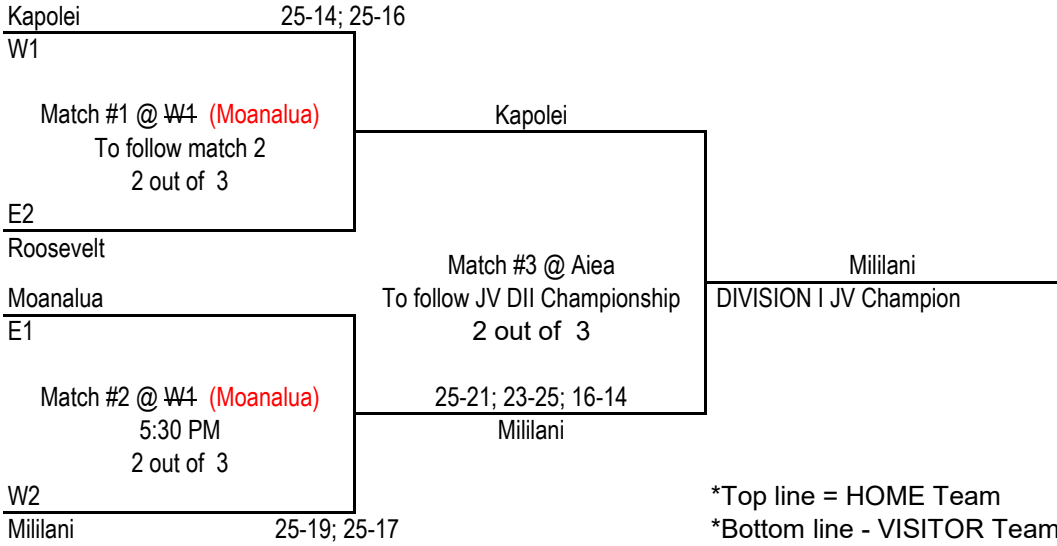 Kapolei 25-14; 25-16
W1
Match #1 @ W1 (Moanalua)
To follow match 2
2 out of 3
E2
Roosevelt
Kapolei
Moanalua
E1
Match #2 @ W1 (Moanalua)
5:30 PM
2 out of 3
W2
Mililani 25-19; 25-17
Match #3 @ Aiea
To follow JV DII Championship
2 out of 3
25-21; 23-25; 16-14
Mililani
Mililani
DIVISION I JV Champion
*Top line = HOME Team
*Bottom line - VISITOR Team